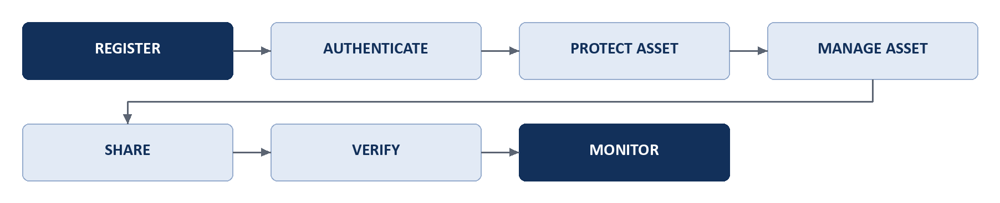 REGISTER
AUTHENTICATE
PROTECT ASSET
MANAGE ASSET
SHARE
VERIFY
MONITOR